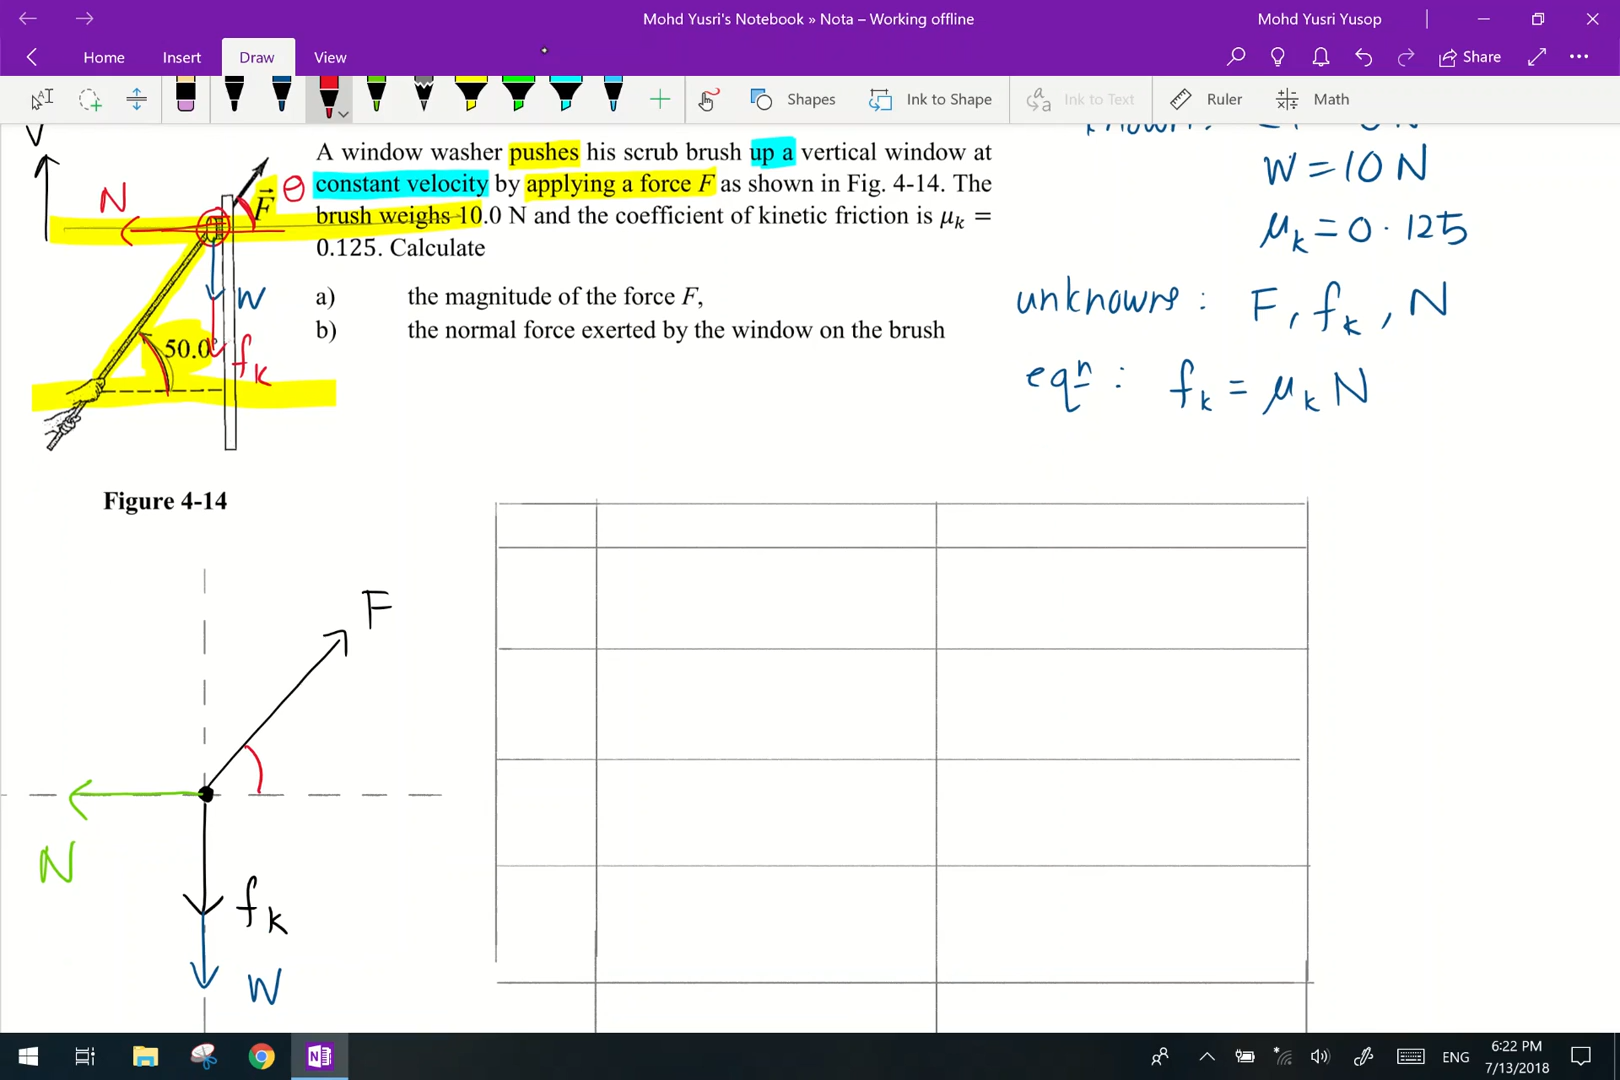 Mohd Yusri's Notebook » Nota – Working offline
Mohd Yusri Yusop
Home
Insert
Draw
View
Share
Shapes
Ink to Shape
Ink to Text
Ruler
Math
V
N
F
θ
W
50.0
fk
A window washer pushes his scrub brush up a vertical window at
constant velocity by applying a force F as shown in Fig. 4-14. The
brush weighs 10.0 N and the coefficient of kinetic friction is μk =
0.125. Calculate
a) the magnitude of the force F,
b) the normal force exerted by the window on the brush
W = 10 N
μk = 0.125
unknowns : F, fk, N
eqn : fk = μk N
Figure 4-14
F
N
fk
W
ENG
6:22 PM
7/13/2018